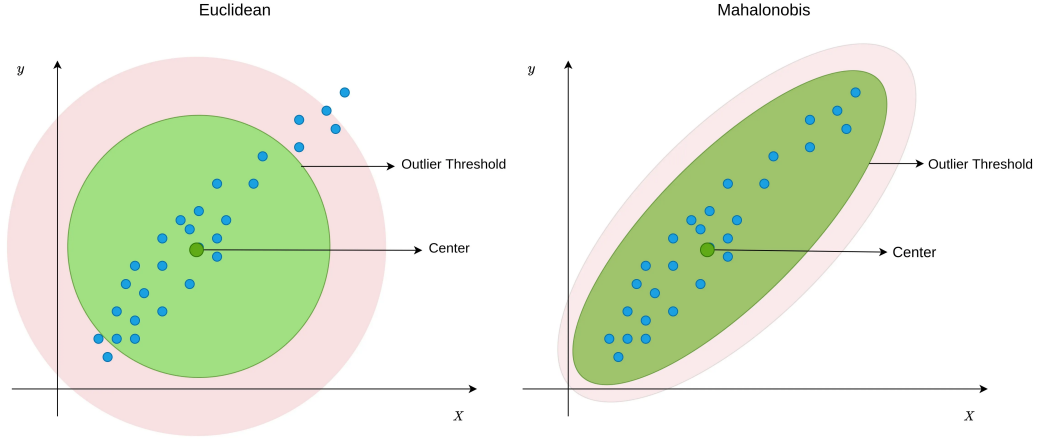 Euclidean
Mahalonobis
y
y
Outlier Threshold
Outlier Threshold
Center
Center
X
X